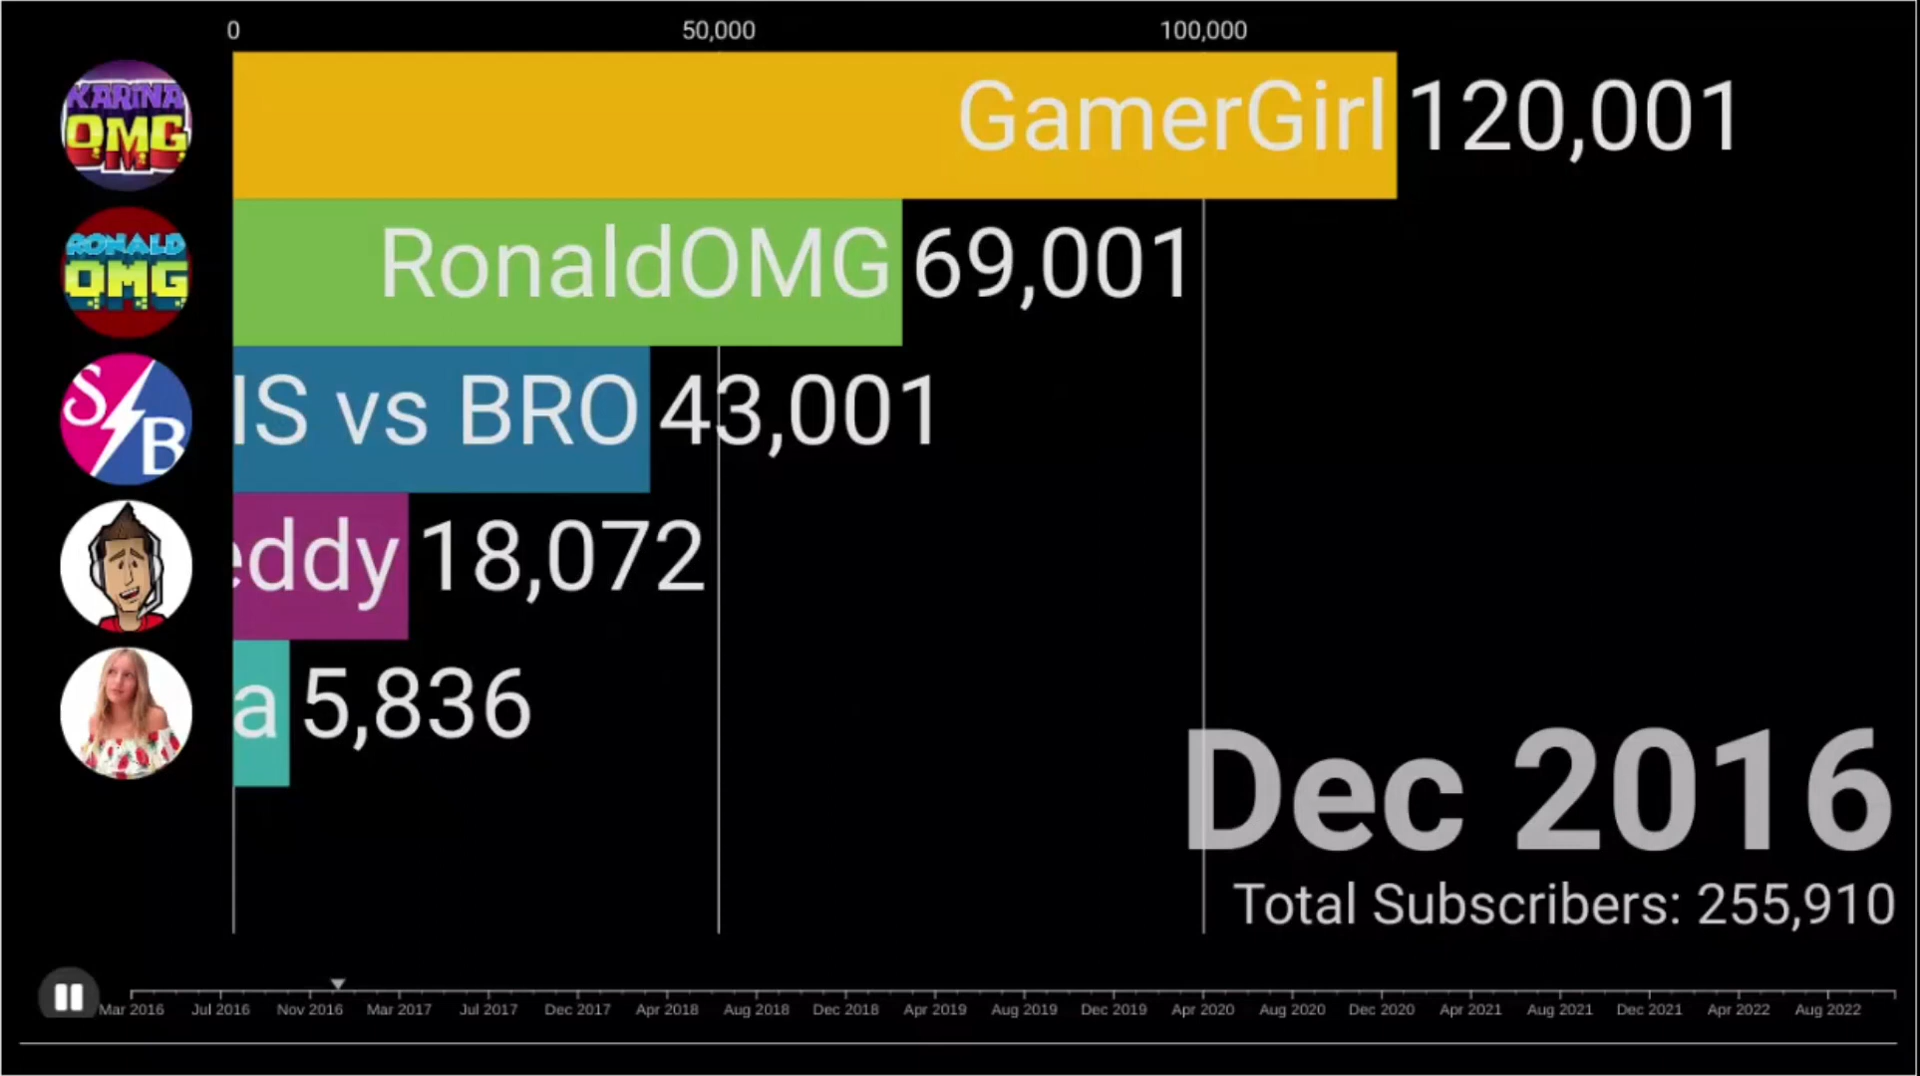 0 50,000 100,000
KARINA
OMG
GamerGirl 120,001
RONALD
OMG
RonaldOMG 69,001
S B
IS vs BRO 43,001
eddy 18,072
a 5,836
Dec 2016
Total Subscribers: 255,910
Mar 2016 Jul 2016 Nov 2016 Mar 2017 Jul 2017 Dec 2017 Apr 2018 Aug 2018 Dec 2018 Apr 2019 Aug 2019 Dec 2019 Apr 2020 Aug 2020 Dec 2020 Apr 2021 Aug 2021 Dec 2021 Apr 2022 Aug 2022